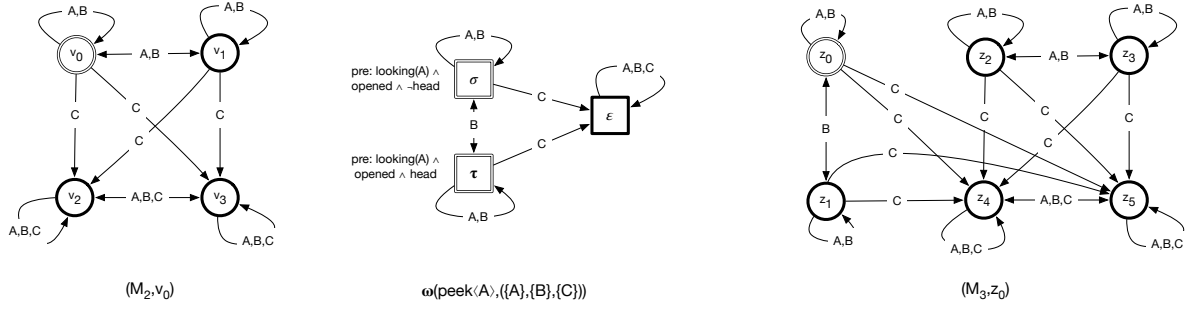 A,B
v0
A,B
A,B
v1
C
C
C
C
v2
A,B,C
v3
A,B,C
A,B,C
(M2,v0)
A,B
pre: looking(A) ∧
opened ∧ ¬head
σ
C
A,B,C
ε
B
pre: looking(A) ∧
opened ∧ head
τ
C
A,B
ω(peek⟨A⟩,({A},{B},{C}))
A,B
z0
A,B
z2
A,B
A,B
z3
B
C
C
C
C
C
C
C
z1
C
z4
A,B,C
z5
A,B
A,B,C
A,B,C
(M3,z0)